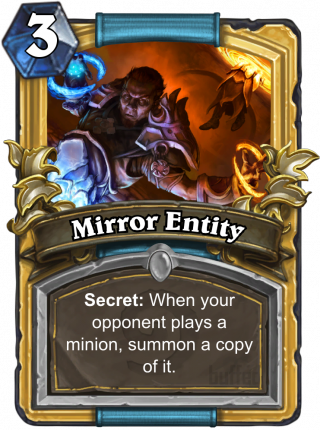 3
Mirror Entity
Secret: When your
opponent plays a
minion, summon a copy
of it.